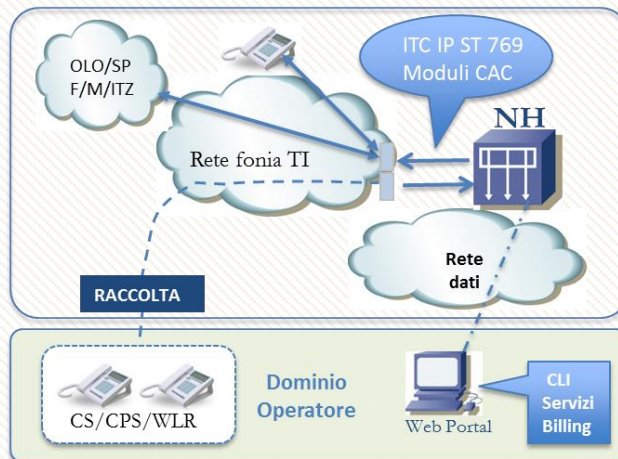 OLO/SP
F/M/ITZ
ITC IP ST 769
Moduli CAC
NH
Rete fonia TI
Rete
dati
RACCOLTA
CS/CPS/WLR
Dominio
Operatore
Web Portal
CLI
Servizi
Billing